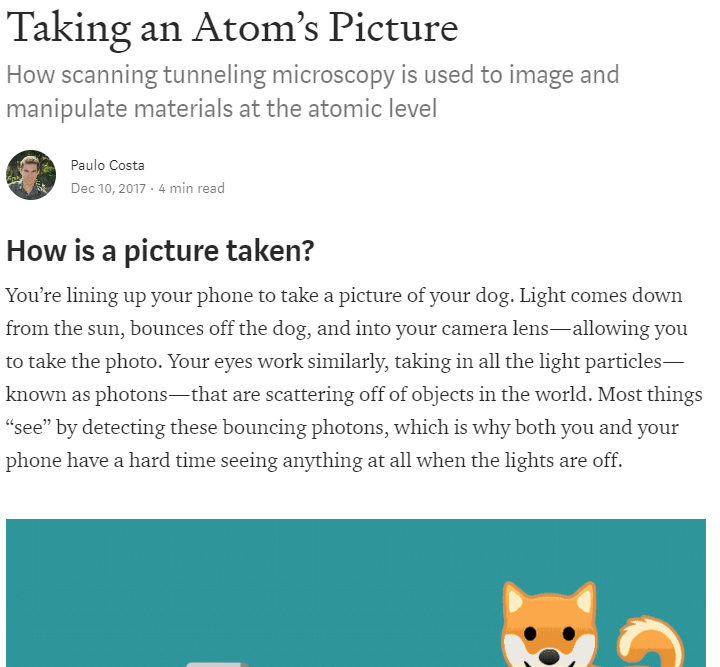 Taking an Atom’s Picture
How scanning tunneling microscopy is used to image and
manipulate materials at the atomic level
Paulo Costa
Dec 10, 2017 · 4 min read
How is a picture taken?
You’re lining up your phone to take a picture of your dog. Light comes down
from the sun, bounces off the dog, and into your camera lens—allowing you
to take the photo. Your eyes work similarly, taking in all the light particles—
known as photons—that are scattering off of objects in the world. Most things
“see” by detecting these bouncing photons, which is why both you and your
phone have a hard time seeing anything at all when the lights are off.